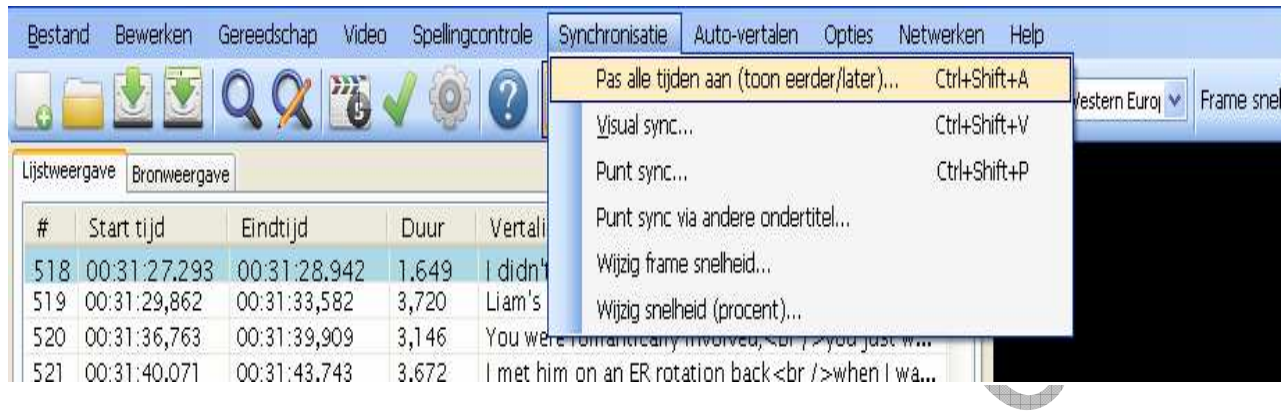 Bestand Bewerken Gereedschap Video Spellingcontrole Synchronisatie Auto-vertalen Opties Netwerken Help
Pas alle tijden aan (toon eerder/later)... Ctrl+Shift+A
Visual sync... Ctrl+Shift+V
Punt sync... Ctrl+Shift+P
Punt sync via andere ondertitel...
Wijzig frame snelheid...
Wijzig snelheid (procent)...
Frame
Lijstweergave Bronweergave
# Start tijd Eindtijd Duur
518 00:31:27,293 00:31:28,942 1,649 I didn't
519 00:31:29,862 00:31:33,582 3,720 Liam's
520 00:31:36,763 00:31:39,909 3,146 You were romantically involved,<br />you just w...
521 00:31:40,071 00:31:43,743 3,672 I met him on an ER rotation back<br />when I wa...